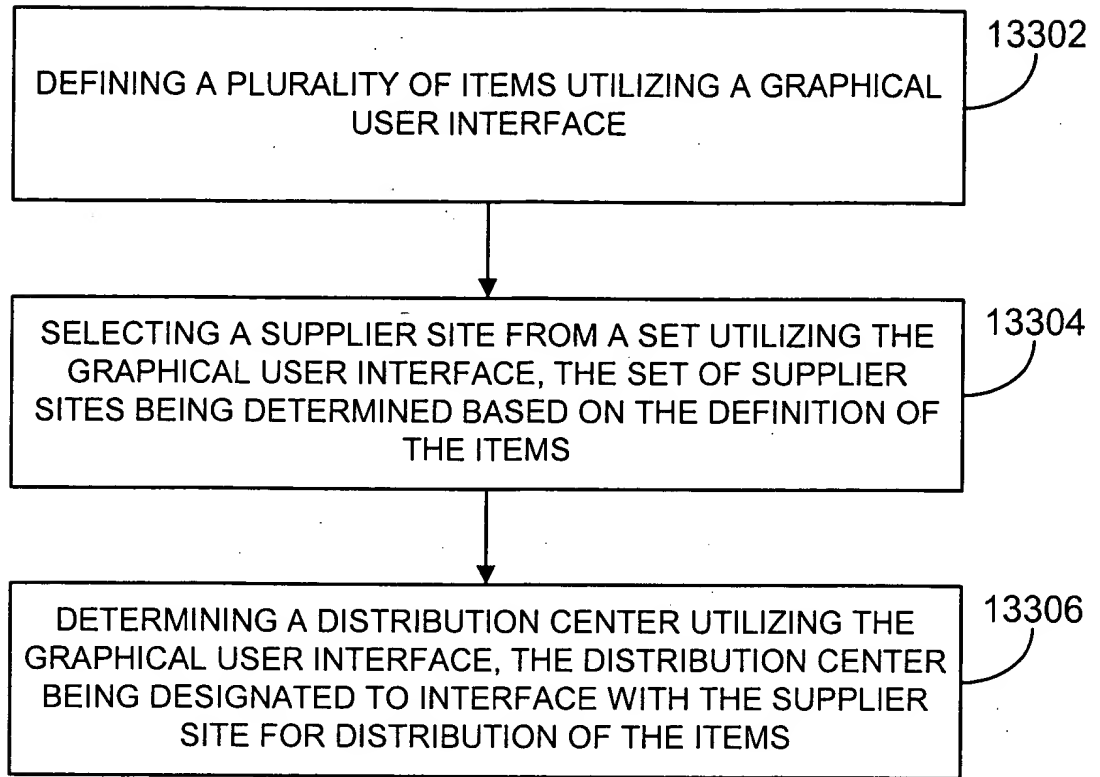 13302
DEFINING A PLURALITY OF ITEMS UTILIZING A GRAPHICAL
USER INTERFACE
13304
SELECTING A SUPPLIER SITE FROM A SET UTILIZING THE
GRAPHICAL USER INTERFACE, THE SET OF SUPPLIER
SITES BEING DETERMINED BASED ON THE DEFINITION OF
THE ITEMS
13306
DETERMINING A DISTRIBUTION CENTER UTILIZING THE
GRAPHICAL USER INTERFACE, THE DISTRIBUTION CENTER
BEING DESIGNATED TO INTERFACE WITH THE SUPPLIER
SITE FOR DISTRIBUTION OF THE ITEMS